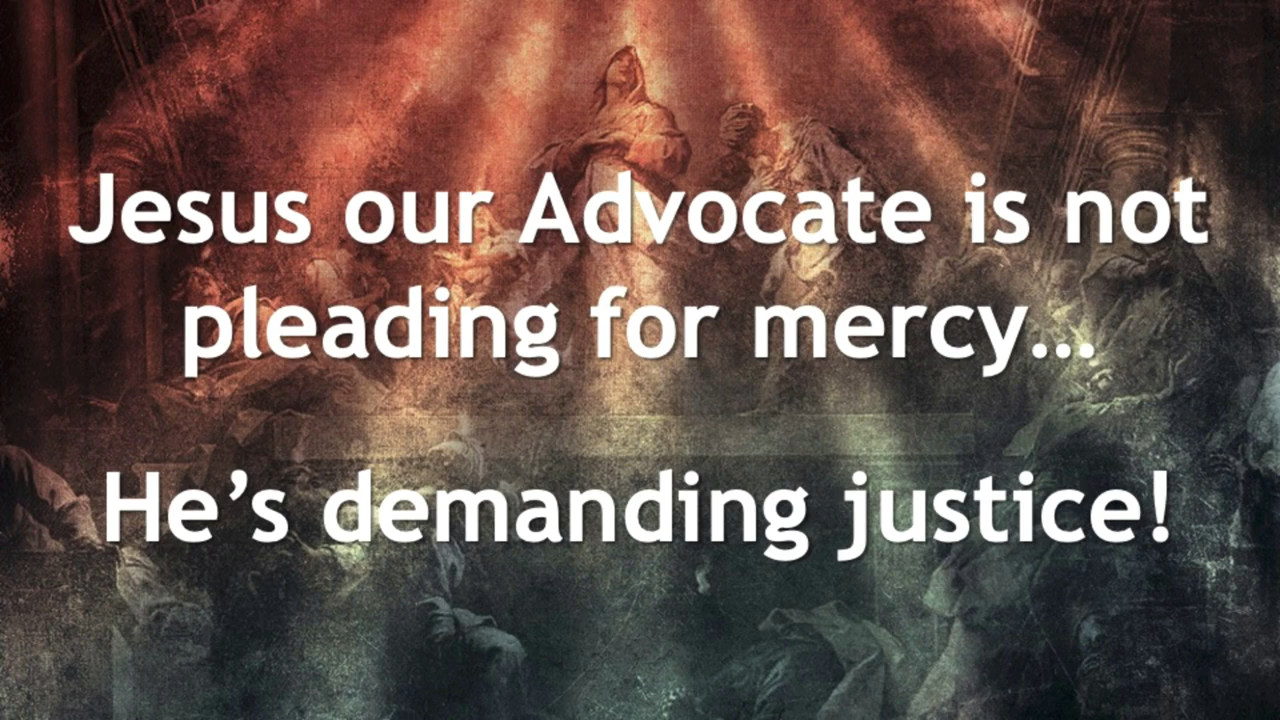 Jesus our Advocate is not
pleading for mercy...
He’s demanding justice!